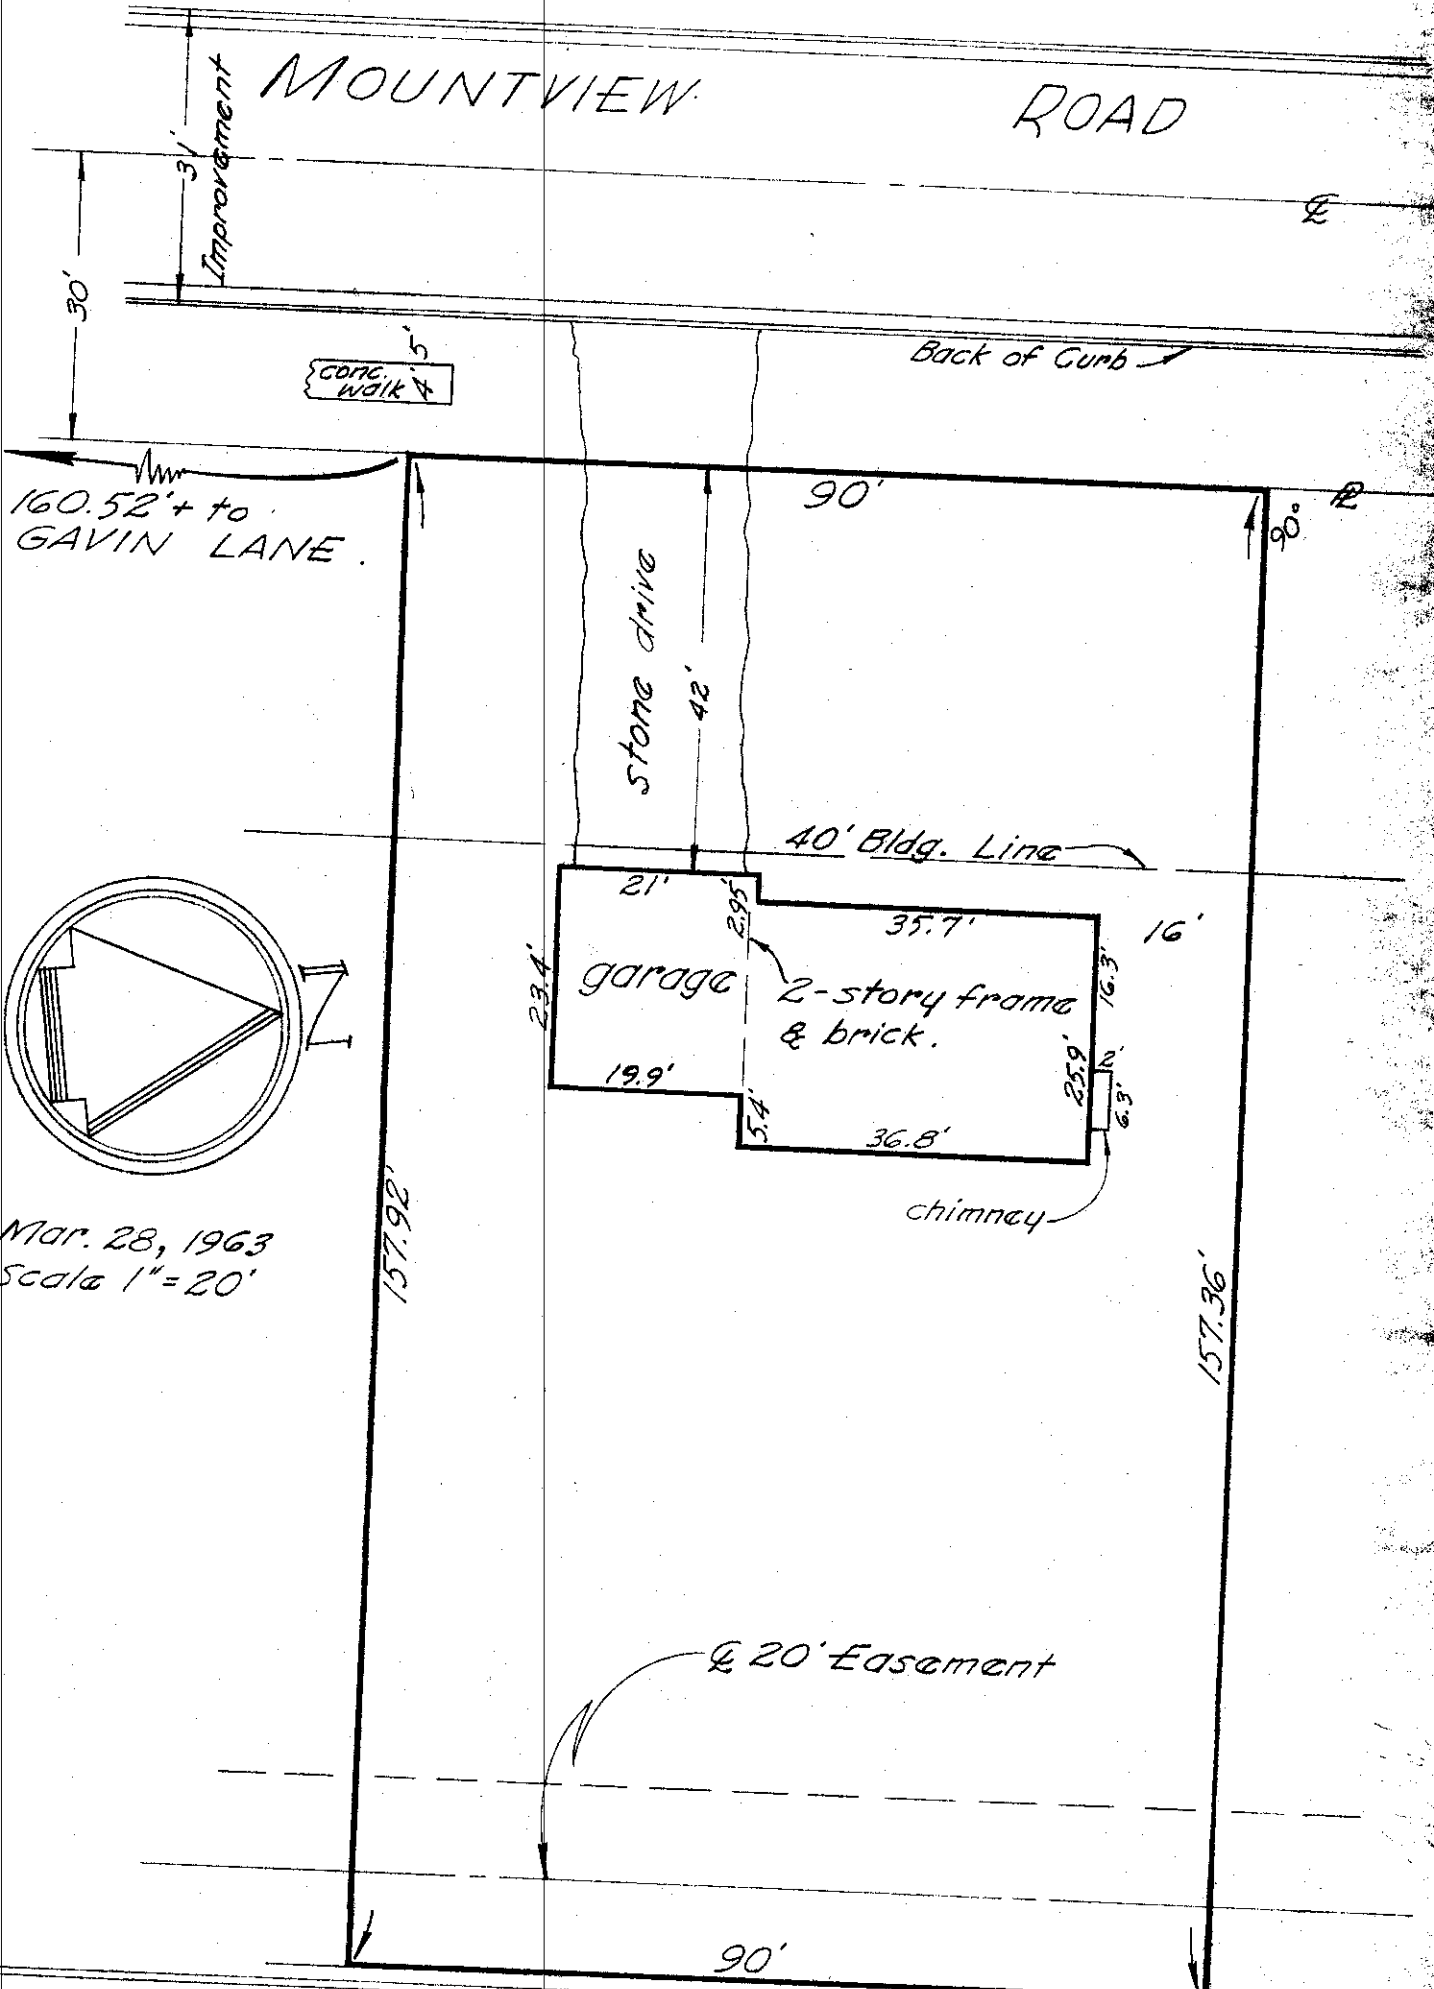 MOUNTVIEW ROAD
31'
Improvement
℄
30'
5'
conc.
walk 4'
Back of Curb
160.52'± to
GAVIN LANE.
90'
℄
90°
stone drive
42'
40' Bldg. Line
21'
2.95'
35.7'
16'
23.4'
garage
2-story frame
& brick.
16.3'
25.9'
2'
6.3'
19.9'
5.4'
36.8'
chimney
N
Mar. 28, 1963
Scale 1"=20'
157.92'
157.36'
℄ 20' Easement
90'